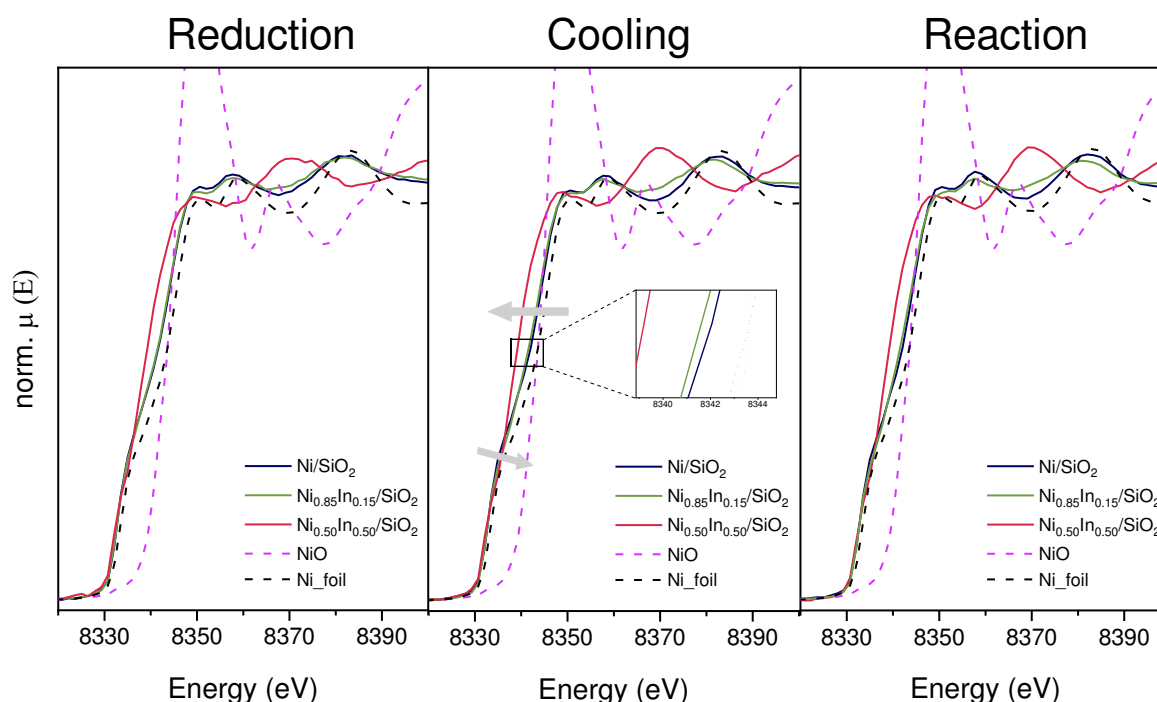 Reduction
Cooling
Reaction
norm. μ (E)
Ni/SiO₂
Ni₀.₈₅In₀.₁₅/SiO₂
Ni₀.₅₀In₀.₅₀/SiO₂
NiO
Ni_foil
8330 8350 8370 8390
Energy (eV)
8340 8342 8344
Ni/SiO₂
Ni₀.₈₅In₀.₁₅/SiO₂
Ni₀.₅₀In₀.₅₀/SiO₂
NiO
Ni_foil
8330 8350 8370 8390
Energy (eV)
Ni/SiO₂
Ni₀.₈₅In₀.₁₅/SiO₂
Ni₀.₅₀In₀.₅₀/SiO₂
NiO
Ni_foil
8330 8350 8370 8390
Energy (eV)